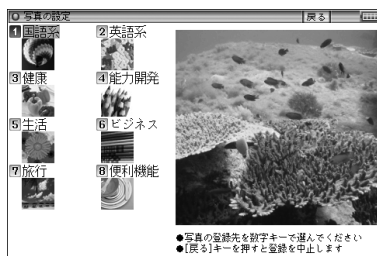 写真の設定 戻る
1 国語系 2 英語系
3 健康 4 能力開発
5 生活 6 ビジネス
7 旅行 8 便利機能
●写真の登録先を数字キーで選んでください
●[戻る]キーを押すと登録を中止します